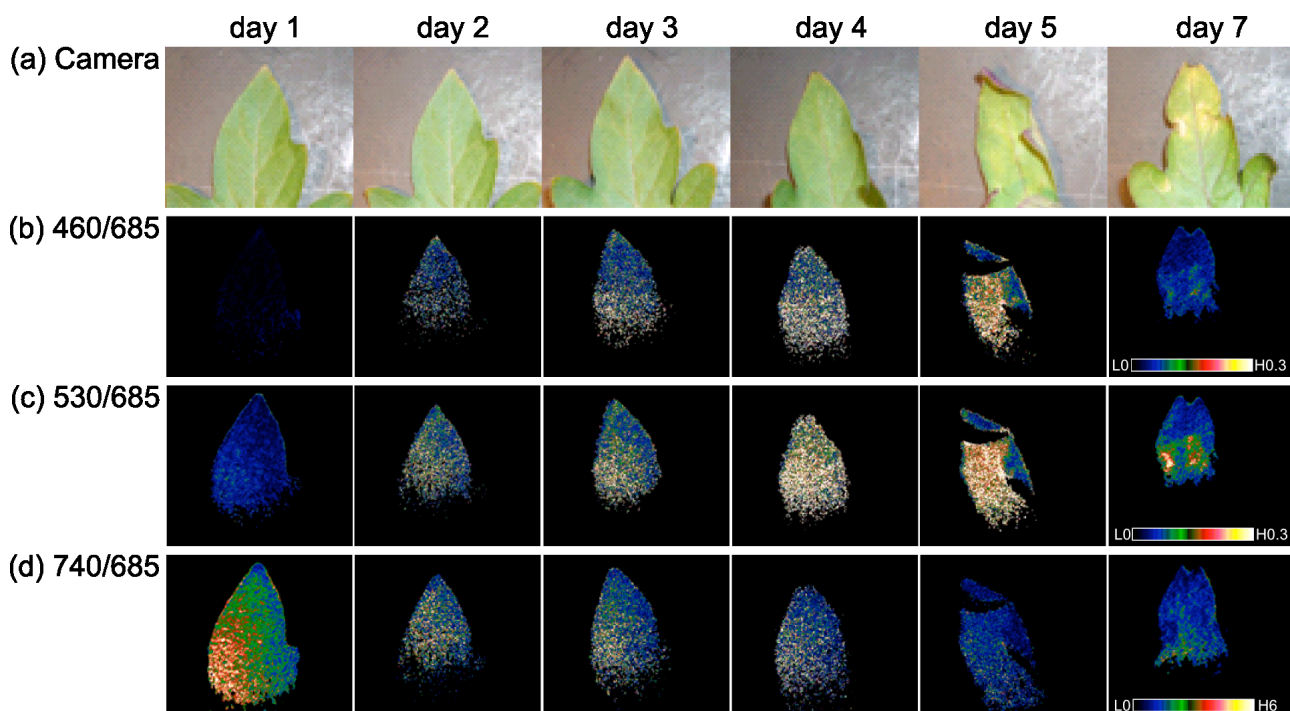 day 1 day 2 day 3 day 4 day 5 day 7
(a) Camera
(b) 460/685
L0 H0.3
(c) 530/685
L0 H0.3
(d) 740/685
L0 H6